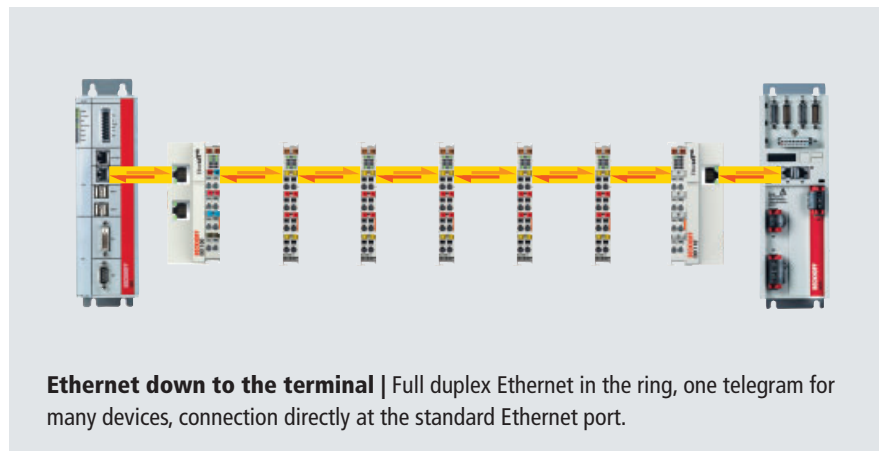 Ethernet down to the terminal | Full duplex Ethernet in the ring, one telegram for
many devices, connection directly at the standard Ethernet port.